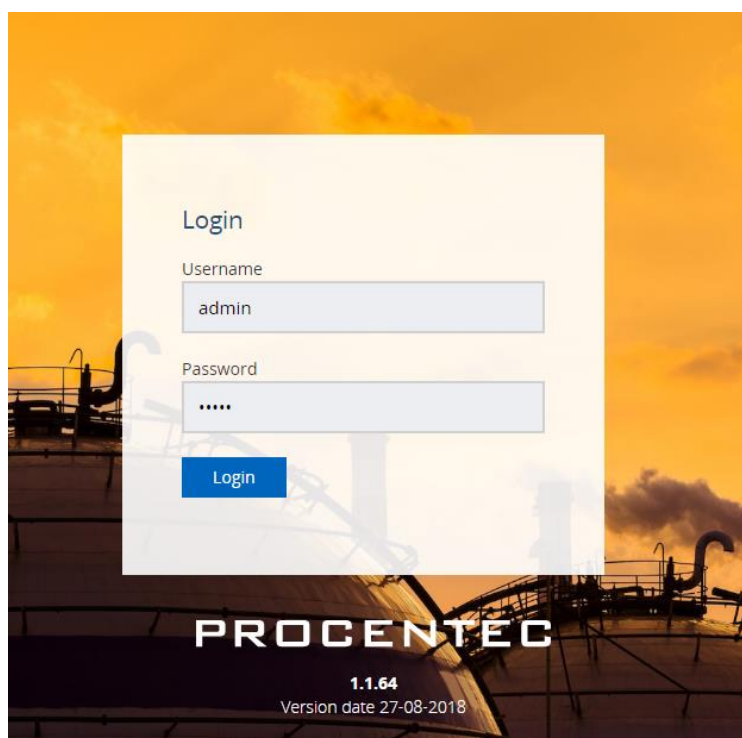 Login
Username
admin
Password
•••••
Login
PROCENTEC
1.1.64
Version date 27-08-2018